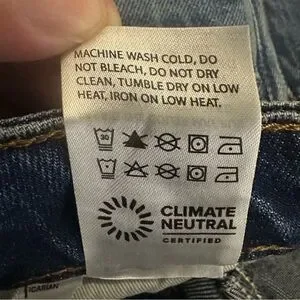 MACHINE WASH COLD, DO
NOT BLEACH, DO NOT DRY
CLEAN, TUMBLE DRY ON LOW
HEAT, IRON ON LOW HEAT.
30
CLIMATE
NEUTRAL
CERTIFIED